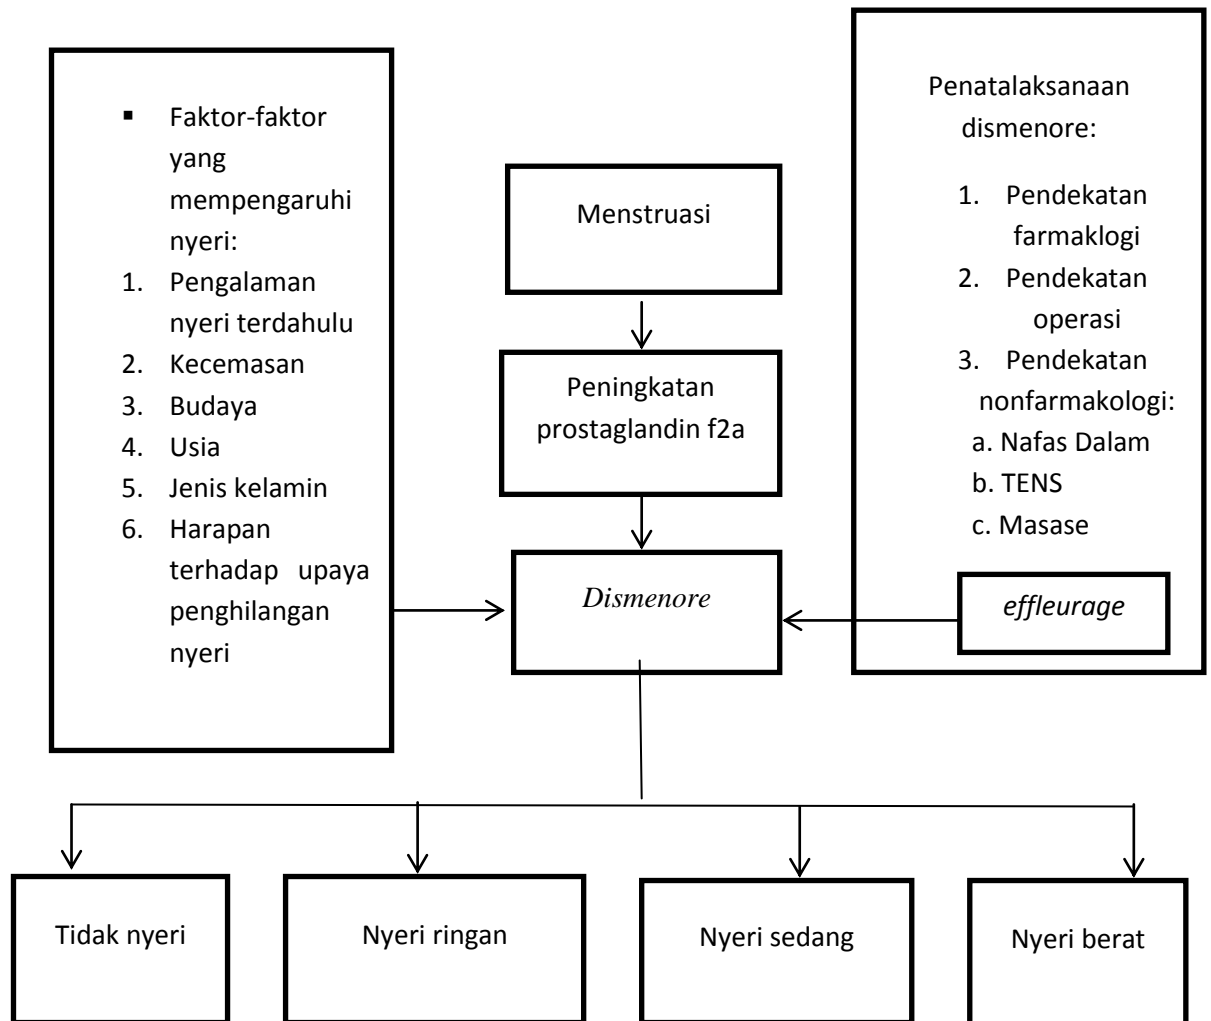 ▪ Faktor-faktor
yang
mempengaruhi
nyeri:
1. Pengalaman
nyeri terdahulu
2. Kecemasan
3. Budaya
4. Usia
5. Jenis kelamin
6. Harapan
terhadap upaya
penghilangan
nyeri
Menstruasi
Peningkatan
prostaglandin f2a
Dismenore
Penatalaksanaan
dismenore:
1. Pendekatan
farmaklogi
2. Pendekatan
operasi
3. Pendekatan
nonfarmakologi:
a. Nafas Dalam
b. TENS
c. Masase
effleurage
Tidak nyeri
Nyeri ringan
Nyeri sedang
Nyeri berat